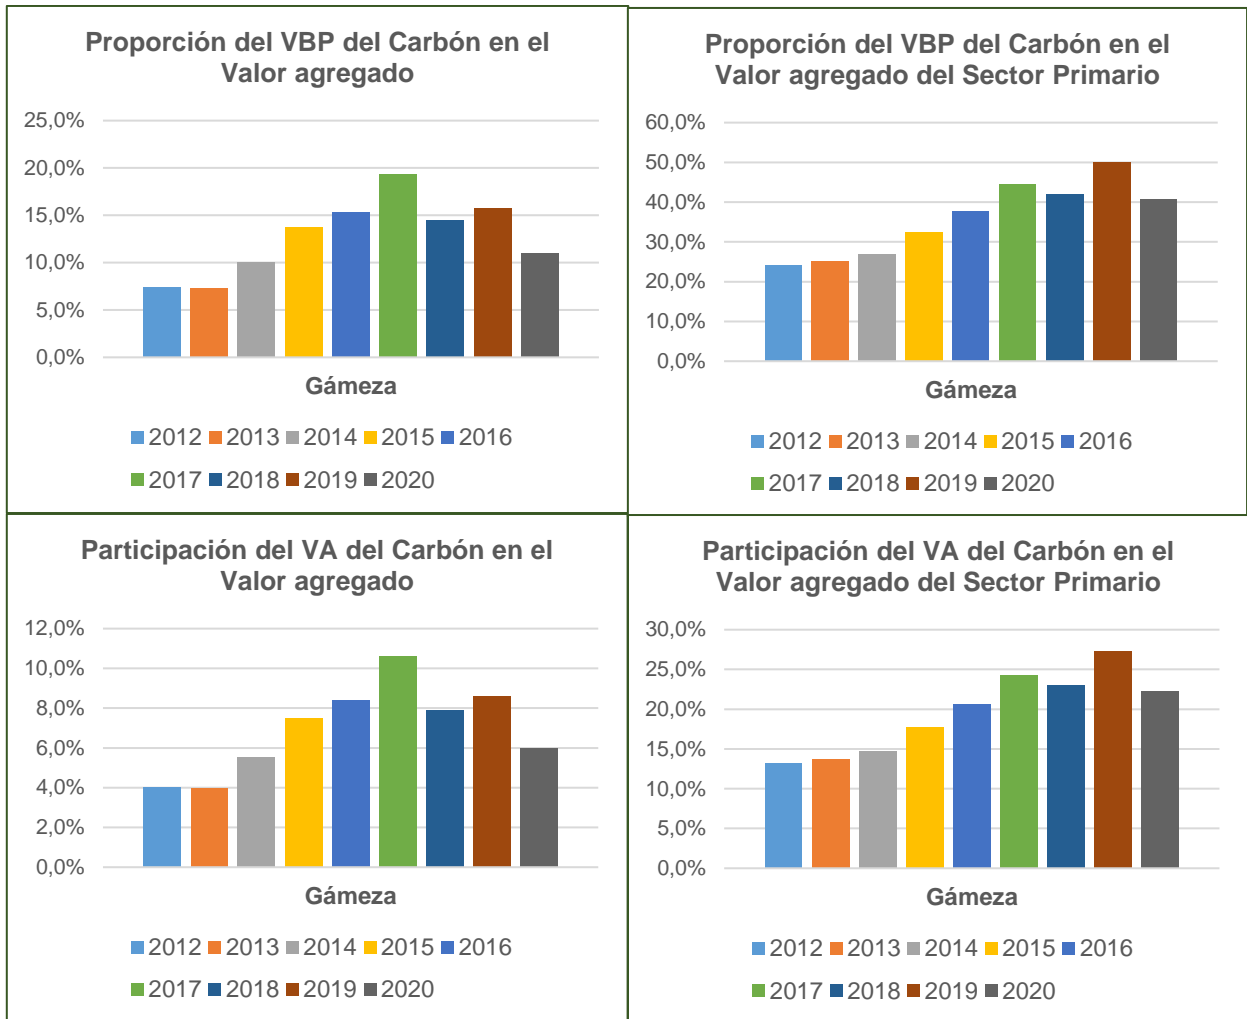 Proporción del VBP del Carbón en el
Valor agregado
25,0%
20,0%
15,0%
10,0%
5,0%
0,0%
Gámeza
2012 2013 2014 2015 2016
2017 2018 2019 2020
Proporción del VBP del Carbón en el
Valor agregado del Sector Primario
60,0%
50,0%
40,0%
30,0%
20,0%
10,0%
0,0%
Gámeza
2012 2013 2014 2015 2016
2017 2018 2019 2020
Participación del VA del Carbón en el
Valor agregado
12,0%
10,0%
8,0%
6,0%
4,0%
2,0%
0,0%
Gámeza
2012 2013 2014 2015 2016
2017 2018 2019 2020
Participación del VA del Carbón en el
Valor agregado del Sector Primario
30,0%
25,0%
20,0%
15,0%
10,0%
5,0%
0,0%
Gámeza
2012 2013 2014 2015 2016
2017 2018 2019 2020